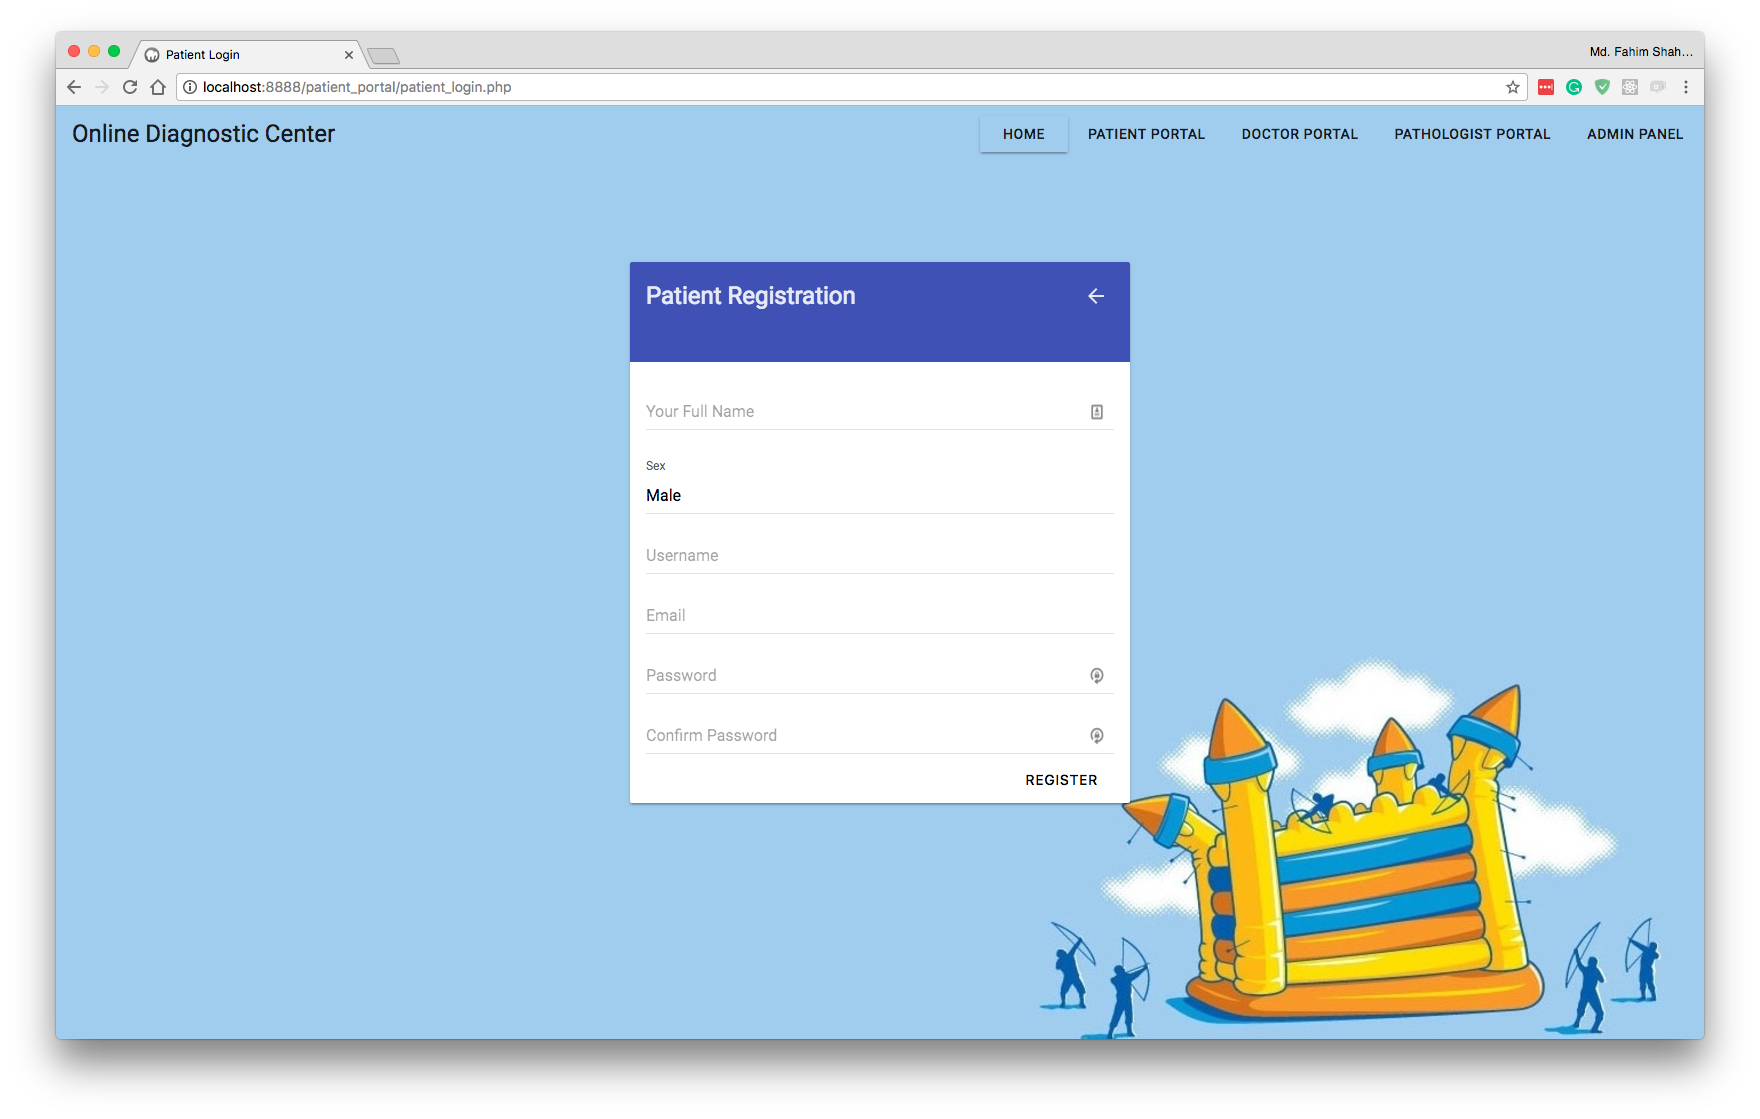 Patient Login
Md. Fahim Shah...
localhost:8888/patient_portal/patient_login.php
Online Diagnostic Center
HOME
PATIENT PORTAL
DOCTOR PORTAL
PATHOLOGIST PORTAL
ADMIN PANEL
Patient Registration
Your Full Name
Sex
Male
Username
Email
Password
Confirm Password
REGISTER